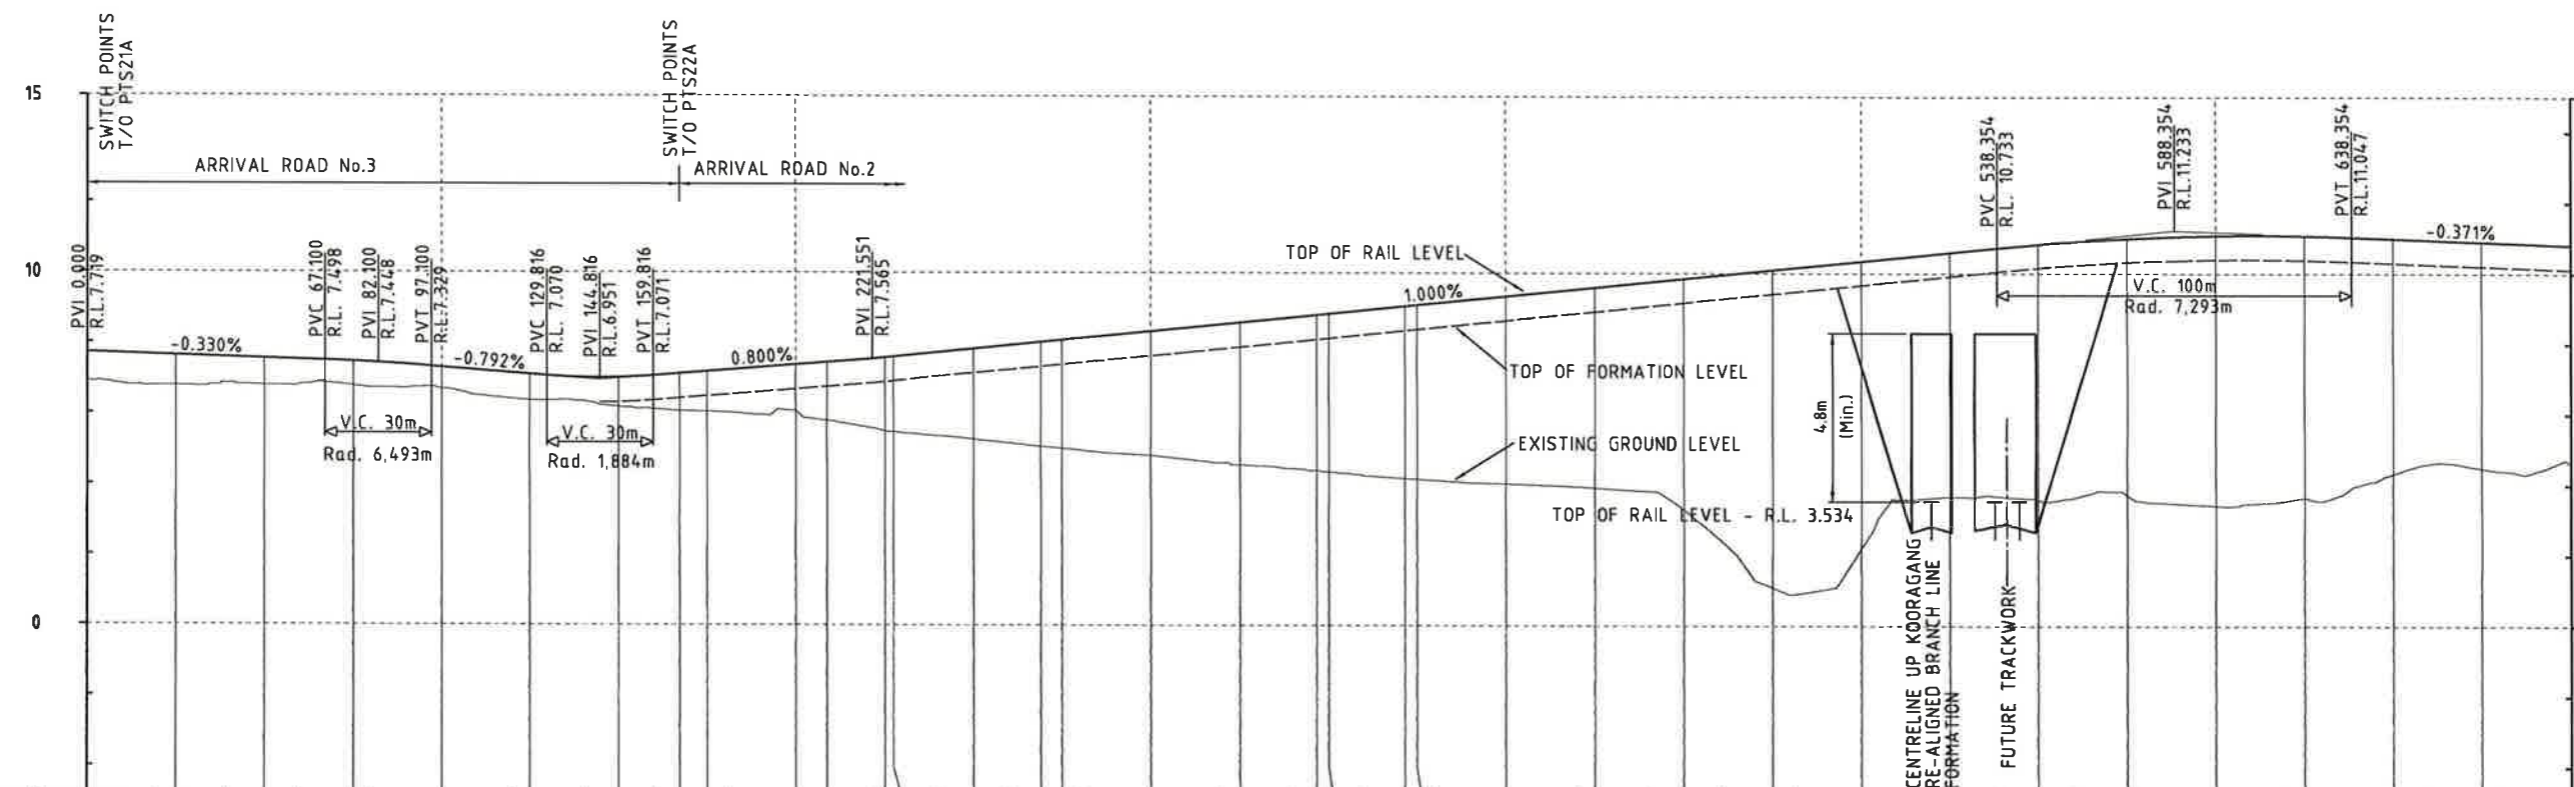 SWITCH POINTS
T/O PTS21A
SWITCH POINTS
T/O PTS22A
15
10
0
ARRIVAL ROAD No.3
ARRIVAL ROAD No.2
PVI 0.000
R.L.7.719
-0.330%
PVC 67.100
R.L. 7.498
PVI 82.100
R.L.7.448
PVT 97.100
R.L.7.329
V.C. 30m
Rad. 6,493m
-0.792%
PVC 129.816
R.L. 7.070
PVI 144.816
R.L.6.951
PVT 159.816
R.L.7.071
V.C. 30m
Rad. 1,884m
0.800%
PVI 221.551
R.L.7.565
TOP OF RAIL LEVEL
1.000%
TOP OF FORMATION LEVEL
EXISTING GROUND LEVEL
TOP OF RAIL LEVEL - R.L. 3.534
4.8m
(Min.)
CENTRELINE UP KOORAGANG
RE-ALIGNED BRANCH LINE
FORMATION
FUTURE TRACKWORK
PVC 538.354
R.L. 10.733
PVI 588.354
R.L.11.233
PVT 638.354
R.L.11.047
V.C. 100m
Rad. 7,293m
-0.371%